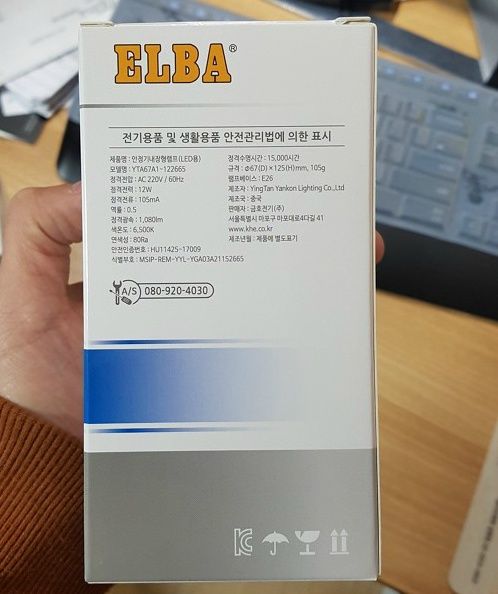 ELBA®
전기용품 및 생활용품 안전관리법에 의한 표시
제품명 : 안정기내장형램프(LED용)
모델명 : YTA67A1-122665
정격전압 : AC 220V / 60Hz
정격전력 : 12W
정격전류 : 105mA
역률 : 0.5
정격광속 : 1,080lm
색온도 : 6,500K
연색성 : 80Ra
안전인증번호 : HU11425-17009
식별부호 : MSIP-REM-YYL-YGA03A21152665
정격수명시간 : 15,000시간
규격 : Φ67(D)×125(H)mm, 105g
램프베이스 : E26
제조자 : YingTan Yankon Lighting Co.,Ltd
제조국 : 중국
판매자 : 금호전기(주)
서울특별시 마포구 마포대로4다길 41
www.khe.co.kr
제조년월 : 제품에 별도표기
A/S 080-920-4030